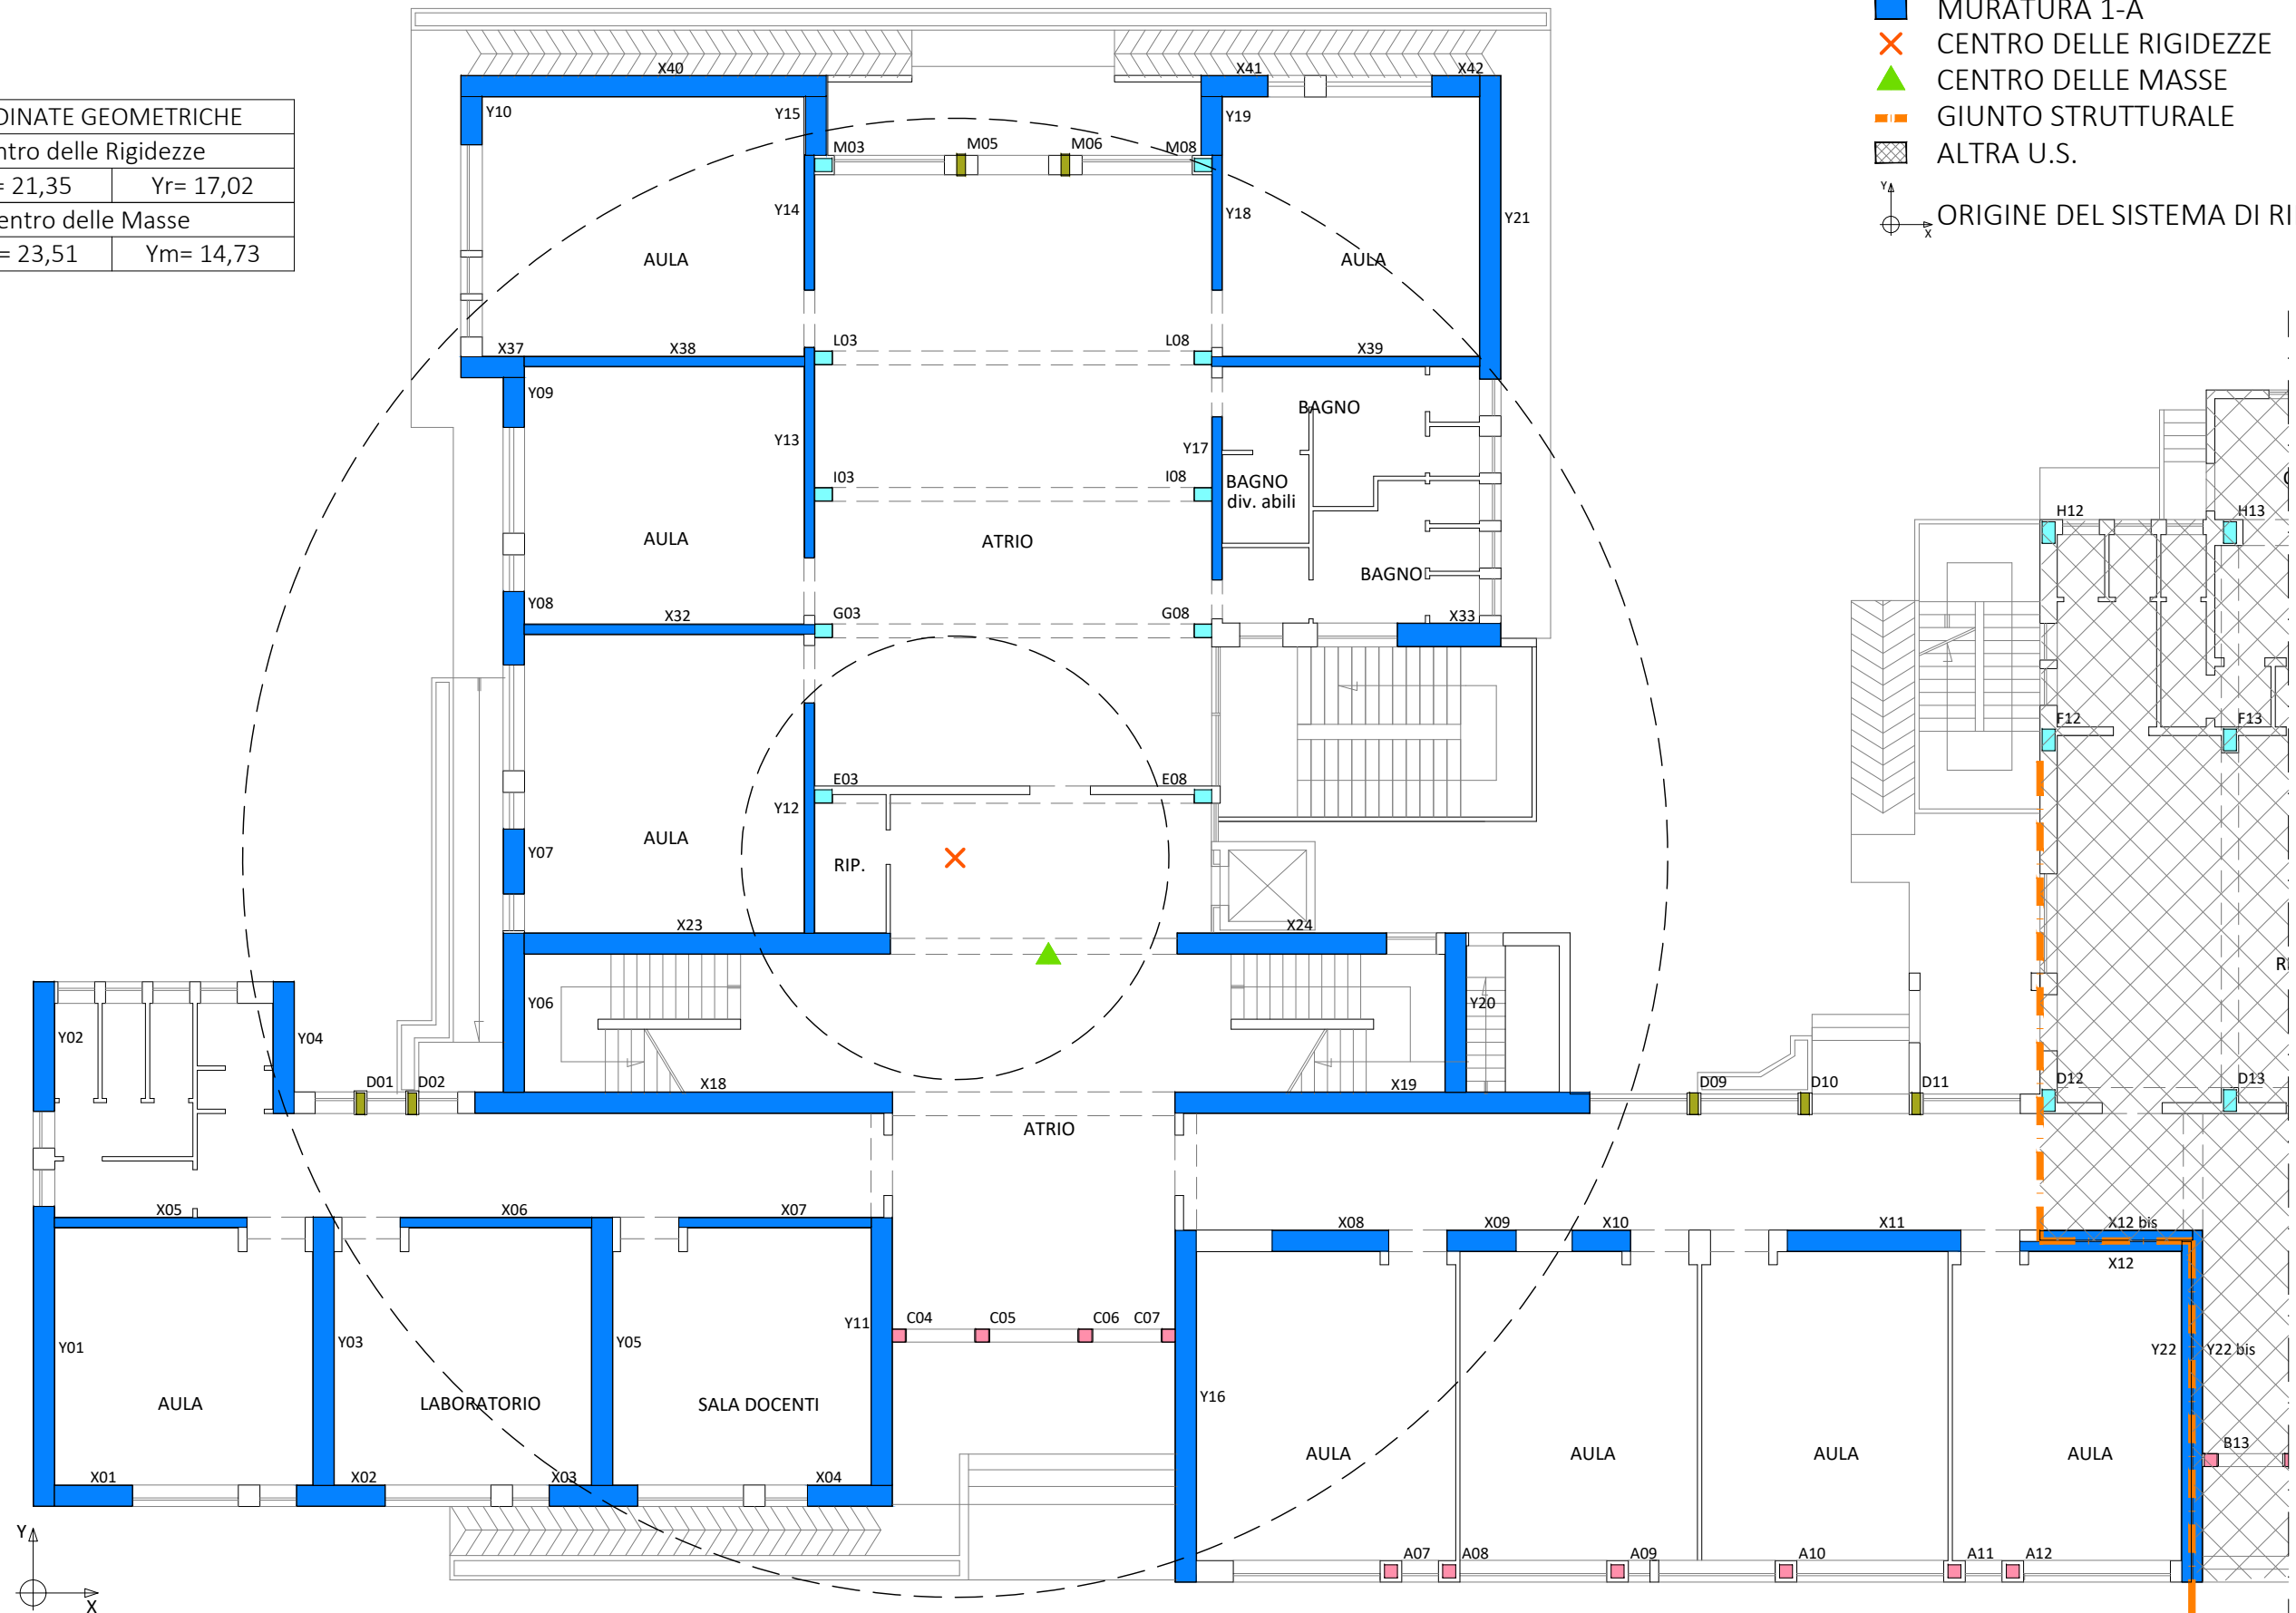 MURATURA 1-A
CENTRO DELLE RIGIDEZZE
CENTRO DELLE MASSE
GIUNTO STRUTTURALE
ALTRA U.S.
Y
X
ORIGINE DEL SISTEMA DI RI
DINATE GEOMETRICHE
ntro delle Rigidezze
= 21,35 Yr= 17,02
entro delle Masse
= 23,51 Ym= 14,73
X40 X41 X42
Y10 Y15 Y19
M03 M05 M06 M08
Y14 Y18 Y21
AULA AULA
X37 X38 L03 L08 X39
Y09 BAGNO
Y13 Y17
I03 I08 BAGNO
div. abili
H12 H13
AULA ATRIO
BAGNO
Y08 X32 G03 G08 X33
F12 F13
E03 E08
Y12
AULA
Y07 RIP.
X23 X24
Y06 Y20
Y02 Y04
D01 D02 X18 X19 D09 D10 D11 D12 D13
ATRIO
X05 X06 X07 X08 X09 X10 X11 X12 bis
X12
C04 C05 C06 C07
Y01 Y03 Y05 Y11 Y22 Y22 bis
Y16
AULA LABORATORIO SALA DOCENTI
AULA AULA AULA AULA
B13
X01 X02 X03 X04
A07 A08 A09 A10 A11 A12
Y
X